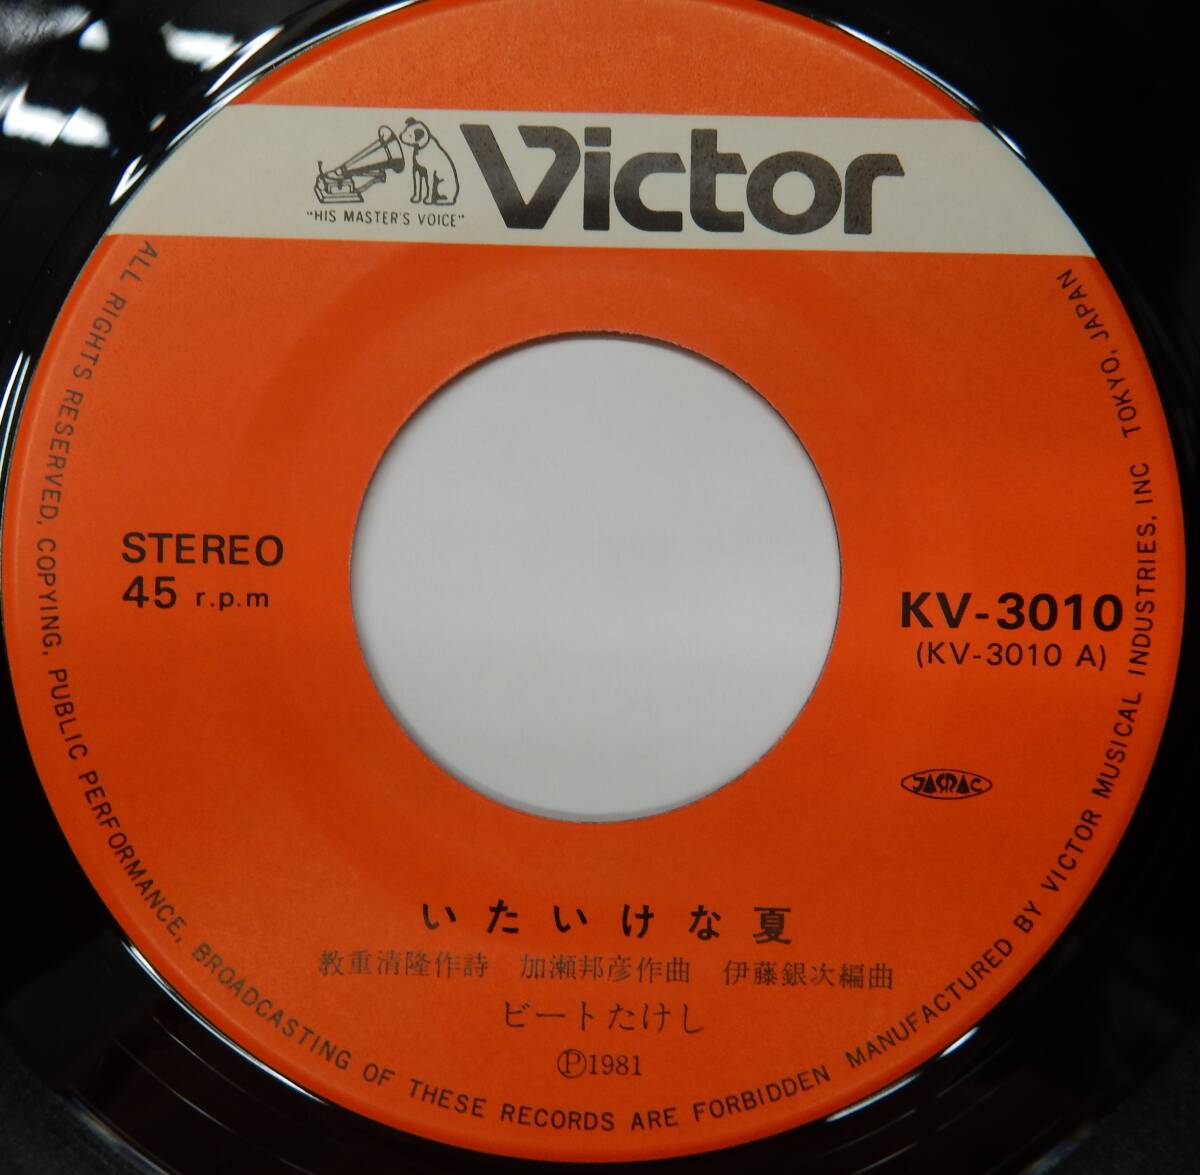 "HIS MASTER'S VOICE"
Victor
STEREO
45 r.p.m
KV-3010
(KV-3010 A)
JASRAC
いたいけな夏
教重清隆作詩 加瀬邦彦作曲 伊藤銀次編曲
ビートたけし
Ⓟ1981
ALL RIGHTS RESERVED, COPYING, PUBLIC PERFORMANCE, BROADCASTING OF THESE RECORDS ARE FORBIDDEN MANUFACTURED BY VICTOR MUSICAL INDUSTRIES, INC TOKYO, JAPAN